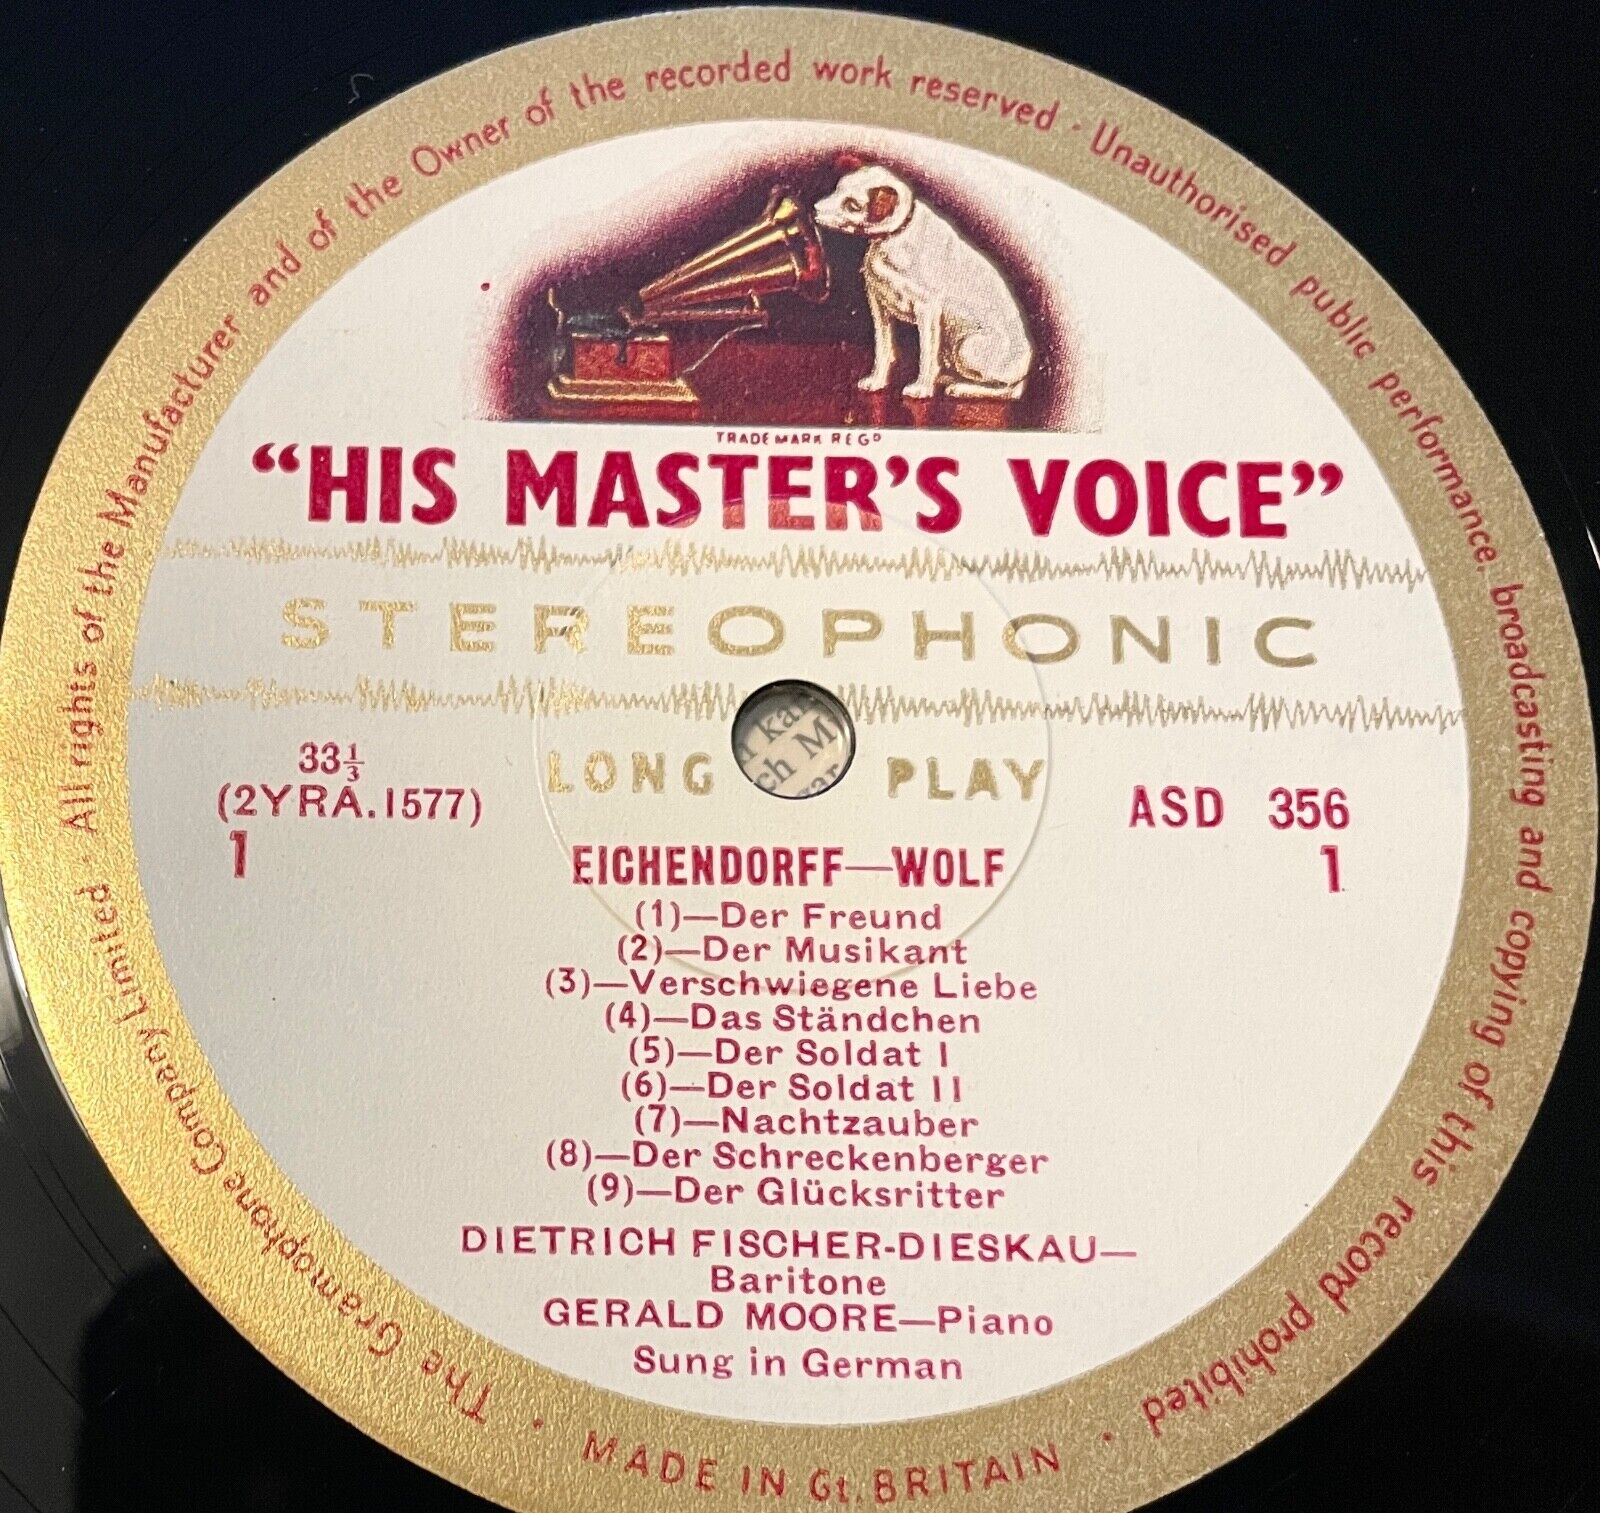 All rights of the Manufacturer and of the Owner of the recorded work reserved · Unauthorised public performance, broadcasting and copying of this record prohibited ·
TRADE MARK REGD
“HIS MASTER’S VOICE”
STEREOPHONIC
LONG PLAY
33⅓
(2YRA.1577)
1
ASD 356
1
EICHENDORFF—WOLF
(1)—Der Freund
(2)—Der Musikant
(3)—Verschwiegene Liebe
(4)—Das Ständchen
(5)—Der Soldat I
(6)—Der Soldat II
(7)—Nachtzauber
(8)—Der Schreckenberger
(9)—Der Glücksritter
DIETRICH FISCHER-DIESKAU—
Baritone
GERALD MOORE—Piano
Sung in German
The Gramophone Company Limited ·
MADE IN Gt. BRITAIN